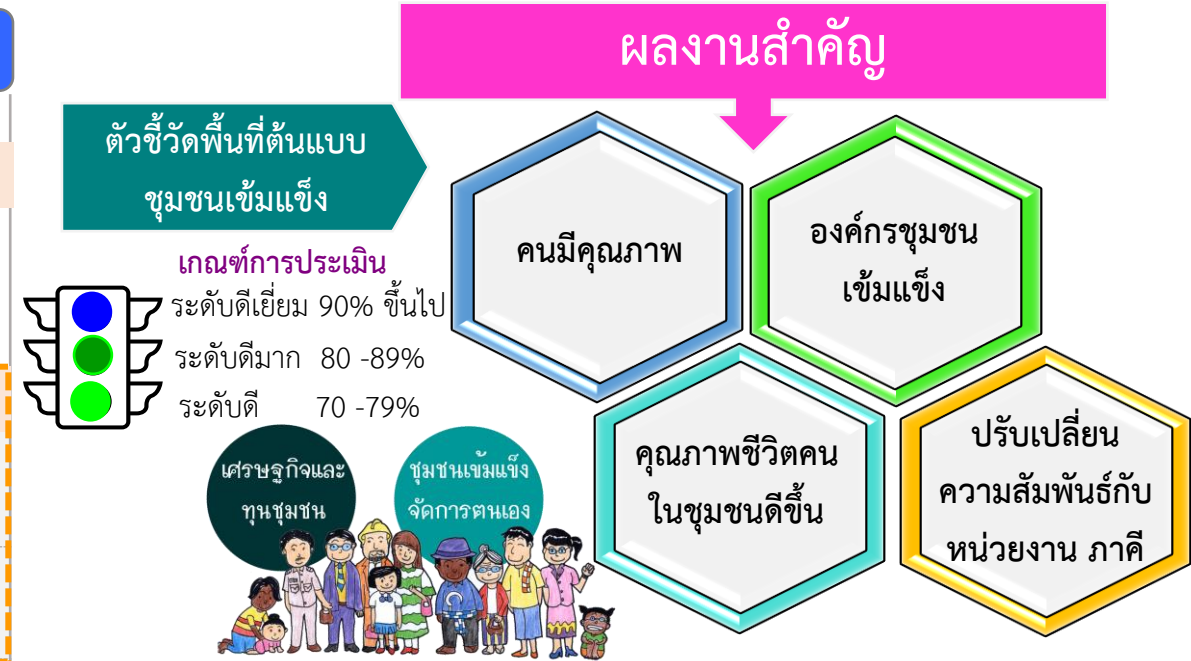 ผลงานสำคัญ
ตัวชี้วัดพื้นที่ต้นแบบ
ชุมชนเข้มแข็ง
เกณฑ์การประเมิน
ระดับดีเยี่ยม 90% ขึ้นไป
ระดับดีมาก 80 -89%
ระดับดี 70 -79%
เศรษฐกิจและ
ทุนชุมชน
ชุมชนเข้มแข็ง
จัดการตนเอง
คนมีคุณภาพ
องค์กรชุมชน
เข้มแข็ง
คุณภาพชีวิตคน
ในชุมชนดีขึ้น
ปรับเปลี่ยน
ความสัมพันธ์กับ
หน่วยงาน ภาคี